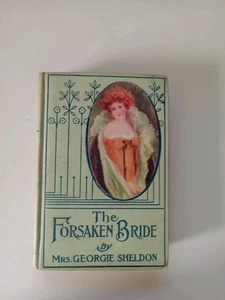 The
FORSAKEN BRIDE
By
MRS. GEORGIE SHELDON